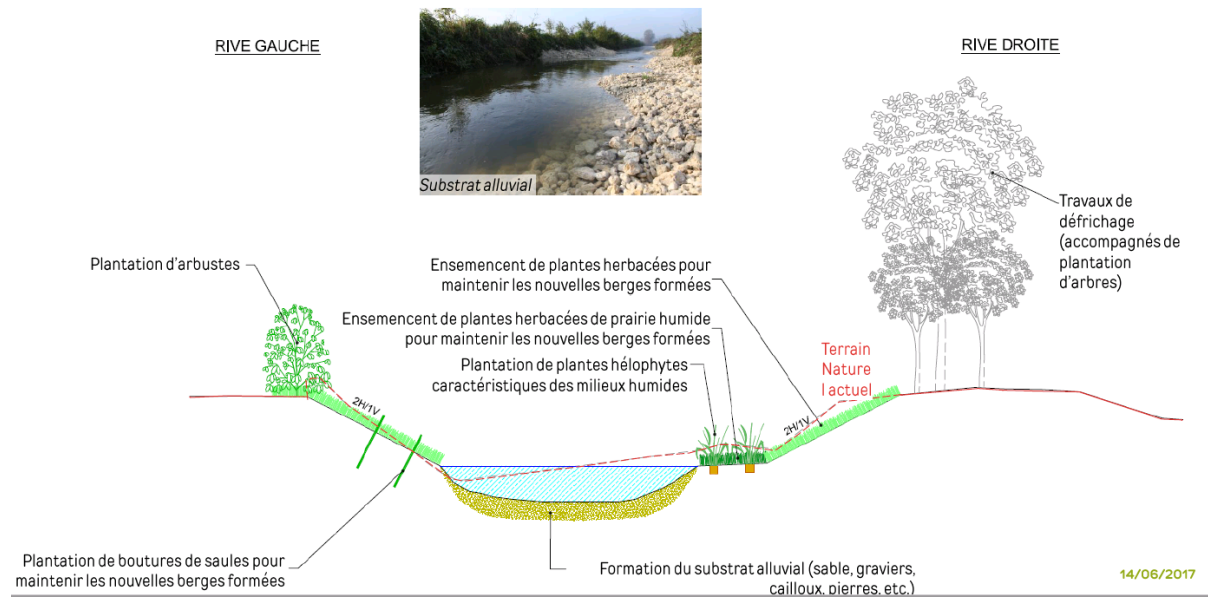 RIVE GAUCHE
RIVE DROITE
Substrat alluvial
Travaux de
défrichage
(accompagnés de
plantation
d'arbres)
Plantation d'arbustes
Ensemencent de plantes herbacées pour
maintenir les nouvelles berges formées
Ensemencent de plantes herbacées de prairie humide
pour maintenir les nouvelles berges formées
Plantation de plantes hélophytes
caractéristiques des milieux humides
Terrain
Nature
l actuel
2H/1V
2H/1V
Plantation de boutures de saules pour
maintenir les nouvelles berges formées
Formation du substrat alluvial (sable, graviers,
cailloux, pierres, etc.)
14/06/2017